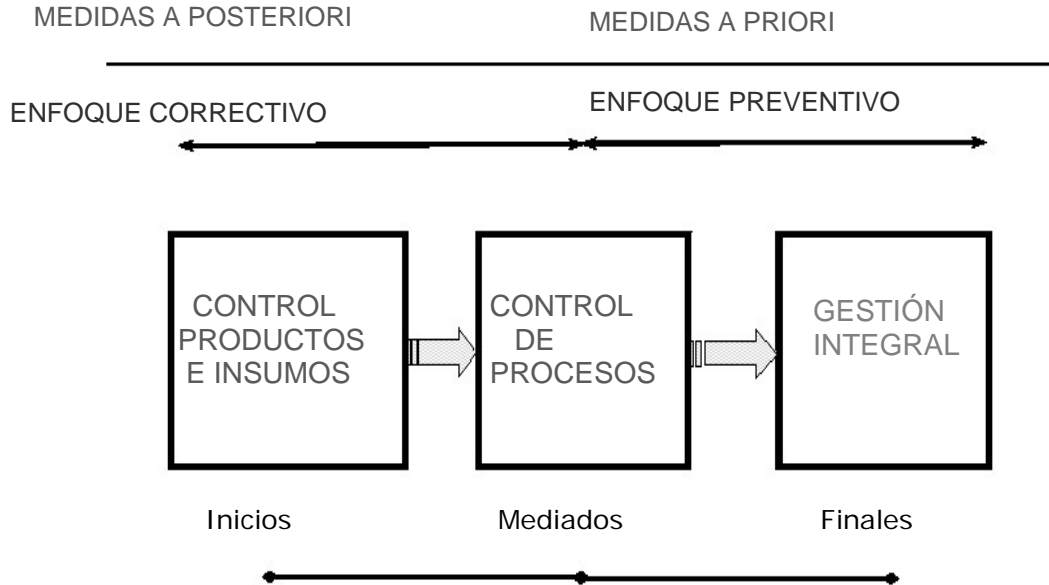 MEDIDAS A POSTERIORI
MEDIDAS A PRIORI
ENFOQUE CORRECTIVO
ENFOQUE PREVENTIVO
CONTROL
PRODUCTOS
E INSUMOS
CONTROL
DE
PROCESOS
GESTIÓN
INTEGRAL
Inicios
Mediados
Finales